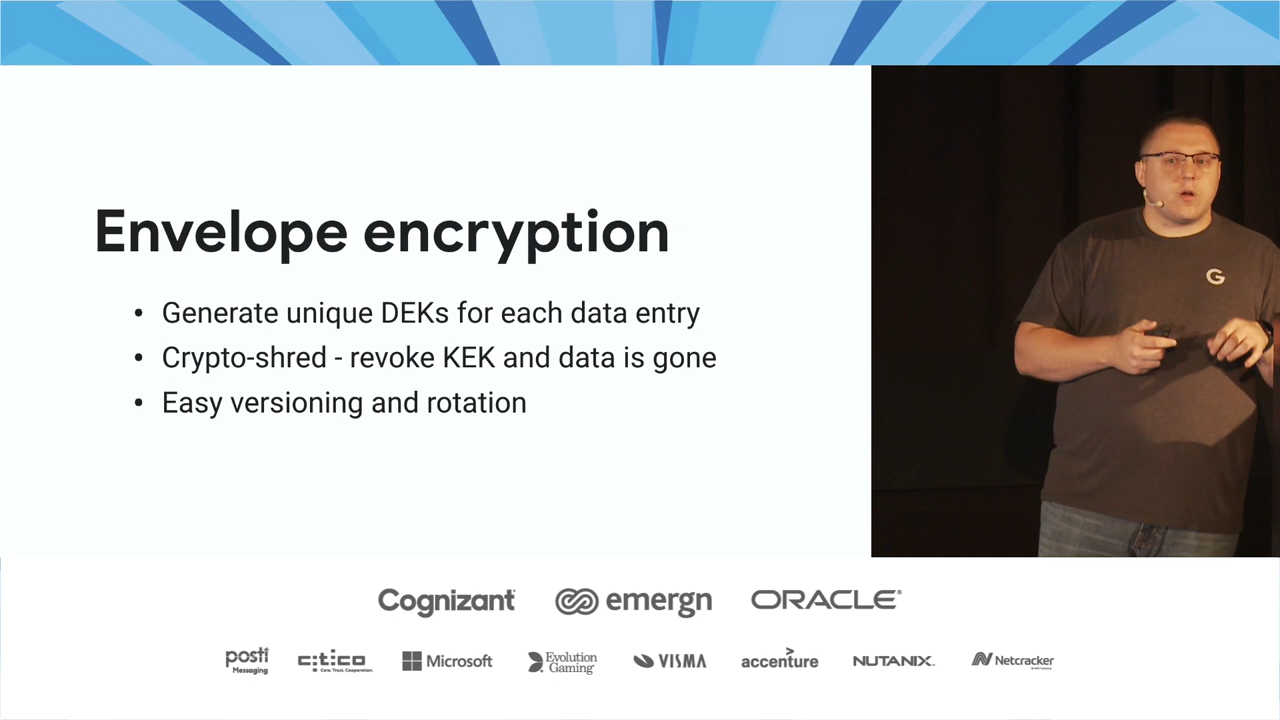 Envelope encryption
• Generate unique DEKs for each data entry
• Crypto-shred - revoke KEK and data is gone
• Easy versioning and rotation
G
Cognizant
emergn
ORACLE®
posti Messaging
citico Care. Trust. Cooperation.
Microsoft
Evolution Gaming
VISMA
accenture
NUTANIX
Netcracker